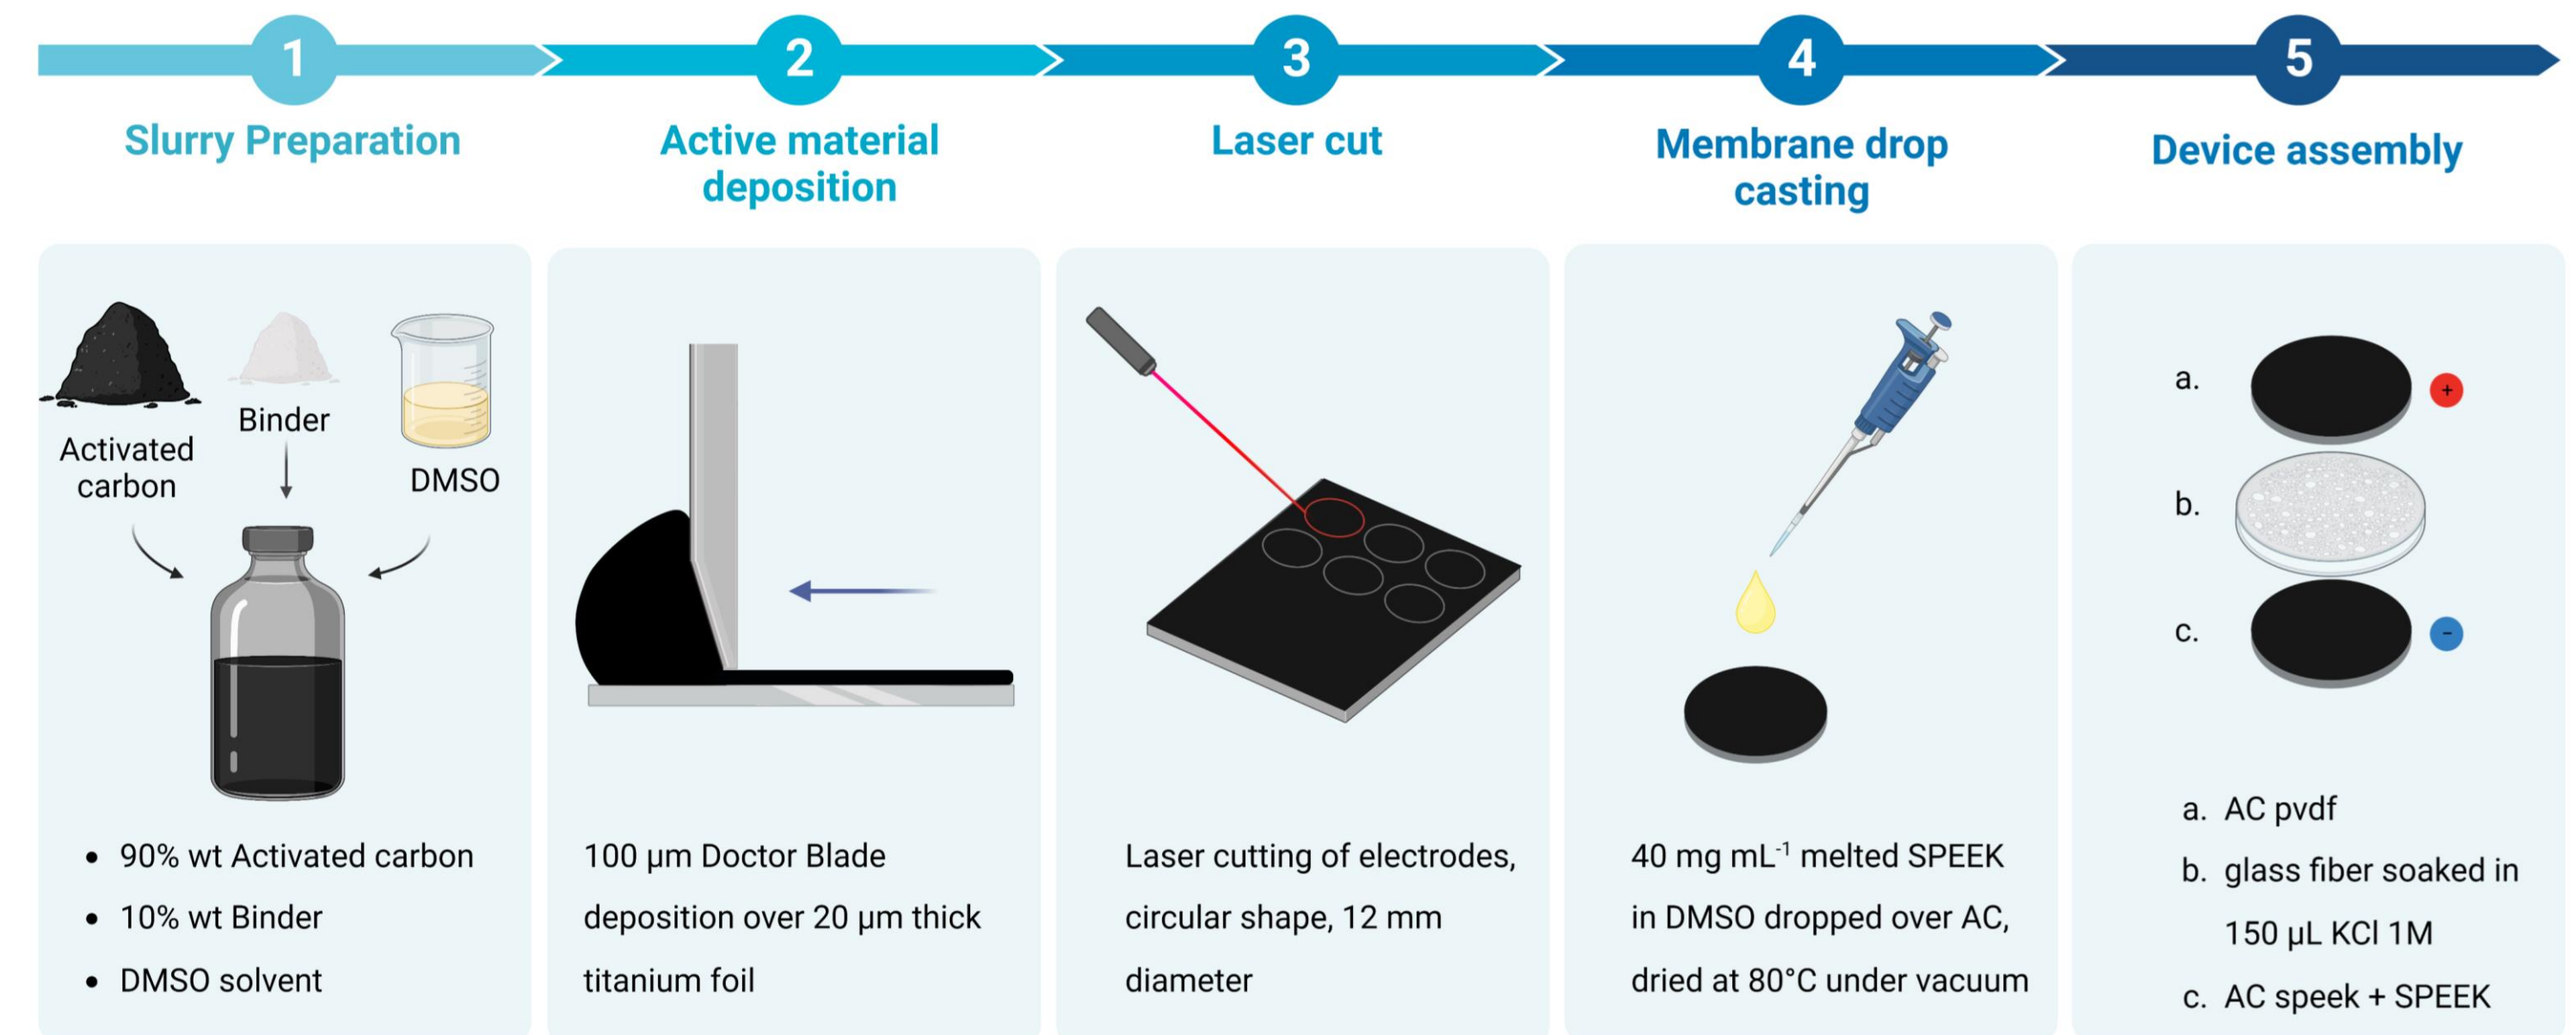 1
Slurry Preparation
Activated
carbon
Binder
DMSO
• 90% wt Activated carbon
• 10% wt Binder
• DMSO solvent
2
Active material
deposition
100 µm Doctor Blade
deposition over 20 µm thick
titanium foil
3
Laser cut
Laser cutting of electrodes,
circular shape, 12 mm
diameter
4
Membrane drop
casting
40 mg mL⁻¹ melted SPEEK
in DMSO dropped over AC,
dried at 80°C under vacuum
5
Device assembly
a.
+
b.
c.
-
a. AC pvdf
b. glass fiber soaked in
150 µL KCl 1M
c. AC speek + SPEEK